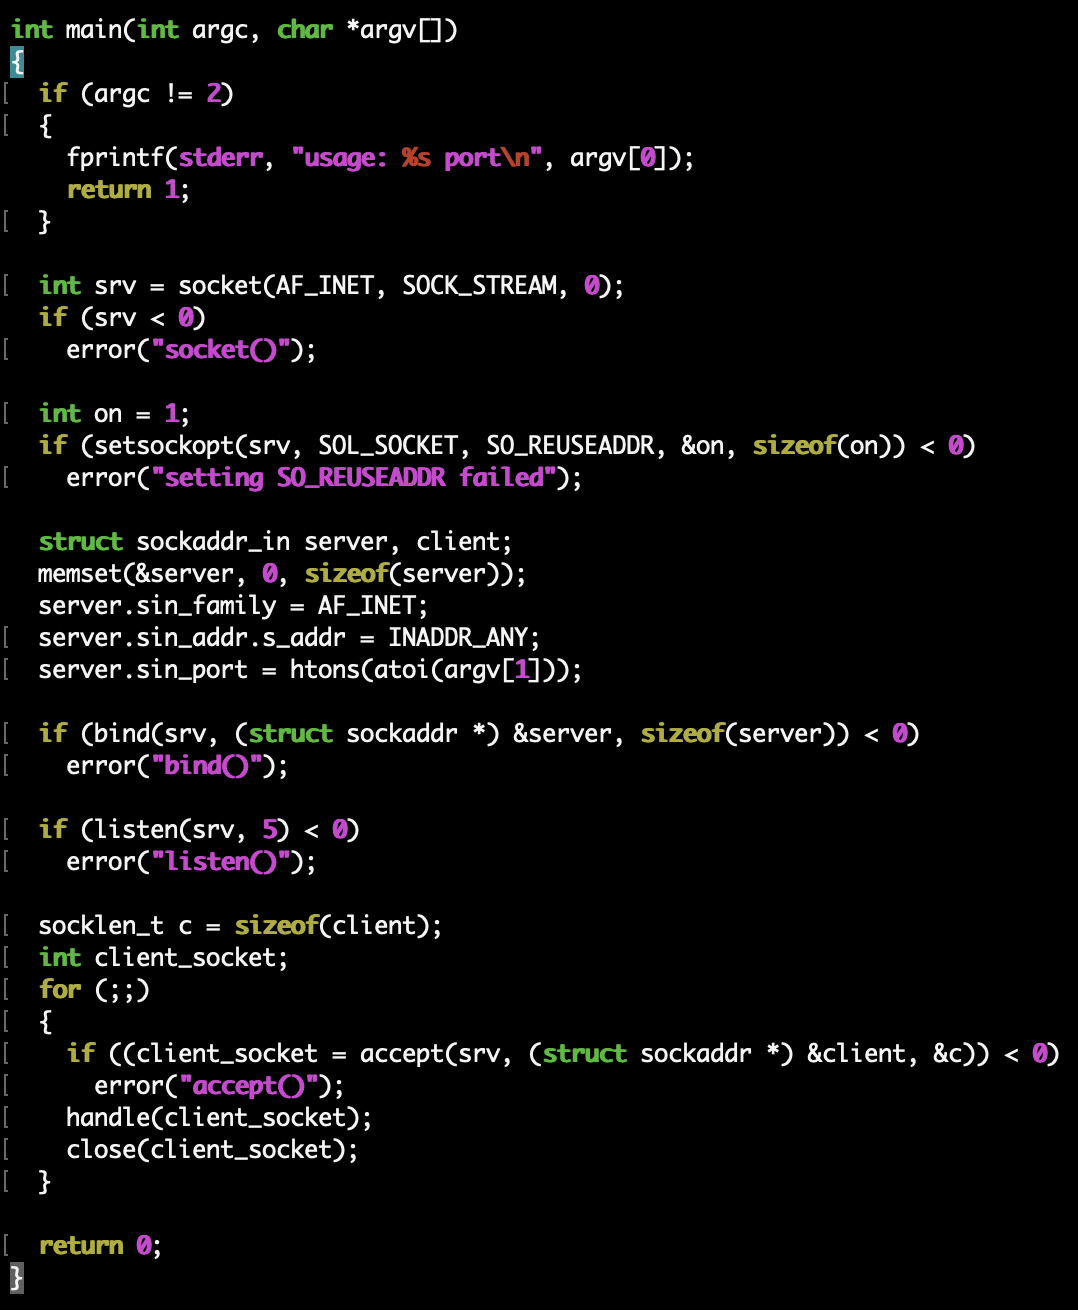 int main(int argc, char *argv[])
{
  if (argc != 2)
  {
    fprintf(stderr, "usage: %s port\n", argv[0]);
    return 1;
  }

  int srv = socket(AF_INET, SOCK_STREAM, 0);
  if (srv < 0)
    error("socket()");

  int on = 1;
  if (setsockopt(srv, SOL_SOCKET, SO_REUSEADDR, &on, sizeof(on)) < 0)
    error("setting SO_REUSEADDR failed");

  struct sockaddr_in server, client;
  memset(&server, 0, sizeof(server));
  server.sin_family = AF_INET;
  server.sin_addr.s_addr = INADDR_ANY;
  server.sin_port = htons(atoi(argv[1]));

  if (bind(srv, (struct sockaddr *) &server, sizeof(server)) < 0)
    error("bind()");

  if (listen(srv, 5) < 0)
    error("listen()");

  socklen_t c = sizeof(client);
  int client_socket;
  for (;;)
  {
    if ((client_socket = accept(srv, (struct sockaddr *) &client, &c)) < 0)
      error("accept()");
    handle(client_socket);
    close(client_socket);
  }

  return 0;
}